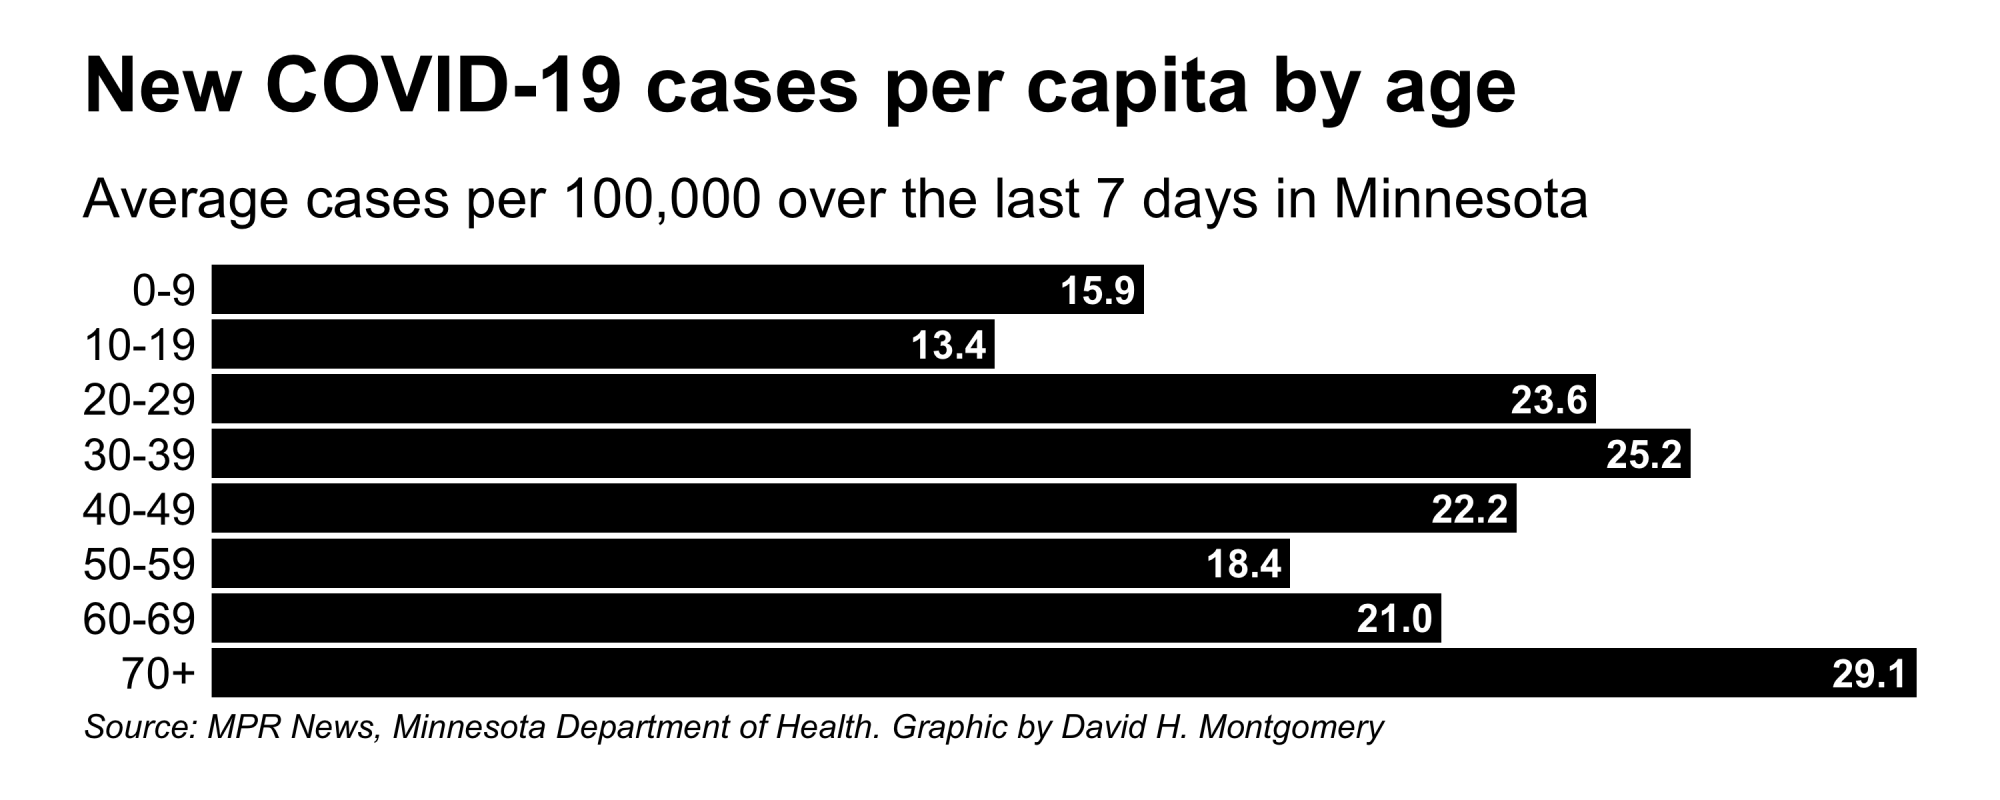 New COVID-19 cases per capita by age
Average cases per 100,000 over the last 7 days in Minnesota
0-9 15.9
10-19 13.4
20-29 23.6
30-39 25.2
40-49 22.2
50-59 18.4
60-69 21.0
70+ 29.1
Source: MPR News, Minnesota Department of Health. Graphic by David H. Montgomery